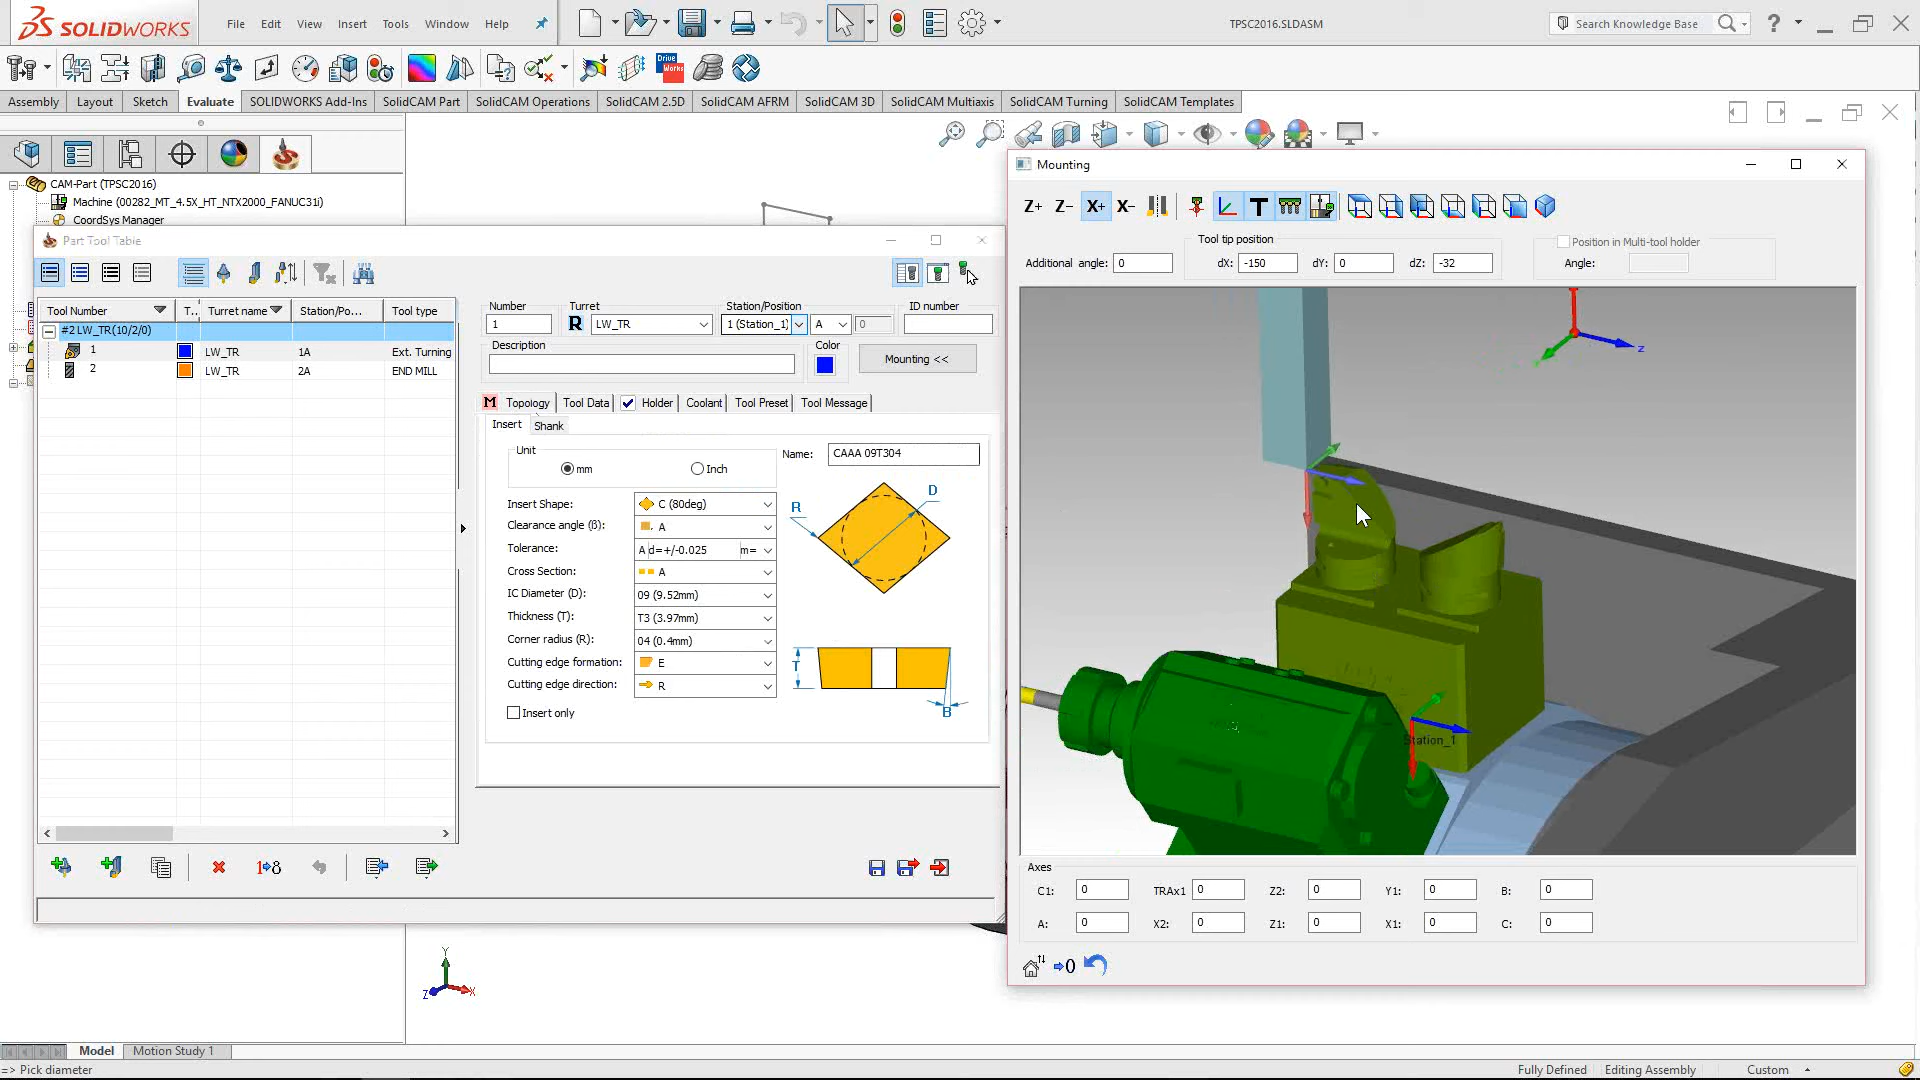 SOLIDWORKS File Edit View Insert Tools Window Help TPSC2016.SLDASM Search Knowledge Base ?
Drive Works
Assembly Layout Sketch Evaluate SOLIDWORKS Add-Ins SolidCAM Part SolidCAM Operations SolidCAM 2.5D SolidCAM AFRM SolidCAM 3D SolidCAM Multiaxis SolidCAM Turning SolidCAM Templates
CAM-Part (TPSC2016)
Machine (00282_MT_4.5X_HT_NTX2000_FANUC31i)
CoordSys Manager
Part Tool Table
Tool Number T.. Turret name Station/Po... Tool type
#2 LW_TR(10/2/0)
1 LW_TR 1A Ext. Turning
2 LW_TR 2A END MILL
Number Turret Station/Position ID number
1 R LW_TR 1 (Station_1) A 0
Description Color
Mounting <<
M Topology Tool Data Holder Coolant Tool Preset Tool Message
Insert Shank
Unit
mm Inch
Name: CAAA 09T304
Insert Shape: C (80deg)
Clearance angle (ß): A
Tolerance: A d=+/-0.025 m=
Cross Section: A
IC Diameter (D): 09 (9.52mm)
Thickness (T): T3 (3.97mm)
Corner radius (R): 04 (0.4mm)
Cutting edge formation: E
Cutting edge direction: R
Insert only
R D
T B
1 8
Mounting
Z+ Z- X+ X- T
Tool tip position Position in Multi-tool holder
Additional angle: 0 dX: -150 dY: 0 dZ: -32 Angle:
z
Station_1
Axes
C1: 0 TRAx1 0 Z2: 0 Y1: 0 B: 0
A: 0 X2: 0 Z1: 0 X1: 0 C: 0
0
Y
Z X
Model Motion Study 1
=> Pick diameter Fully Defined Editing Assembly Custom